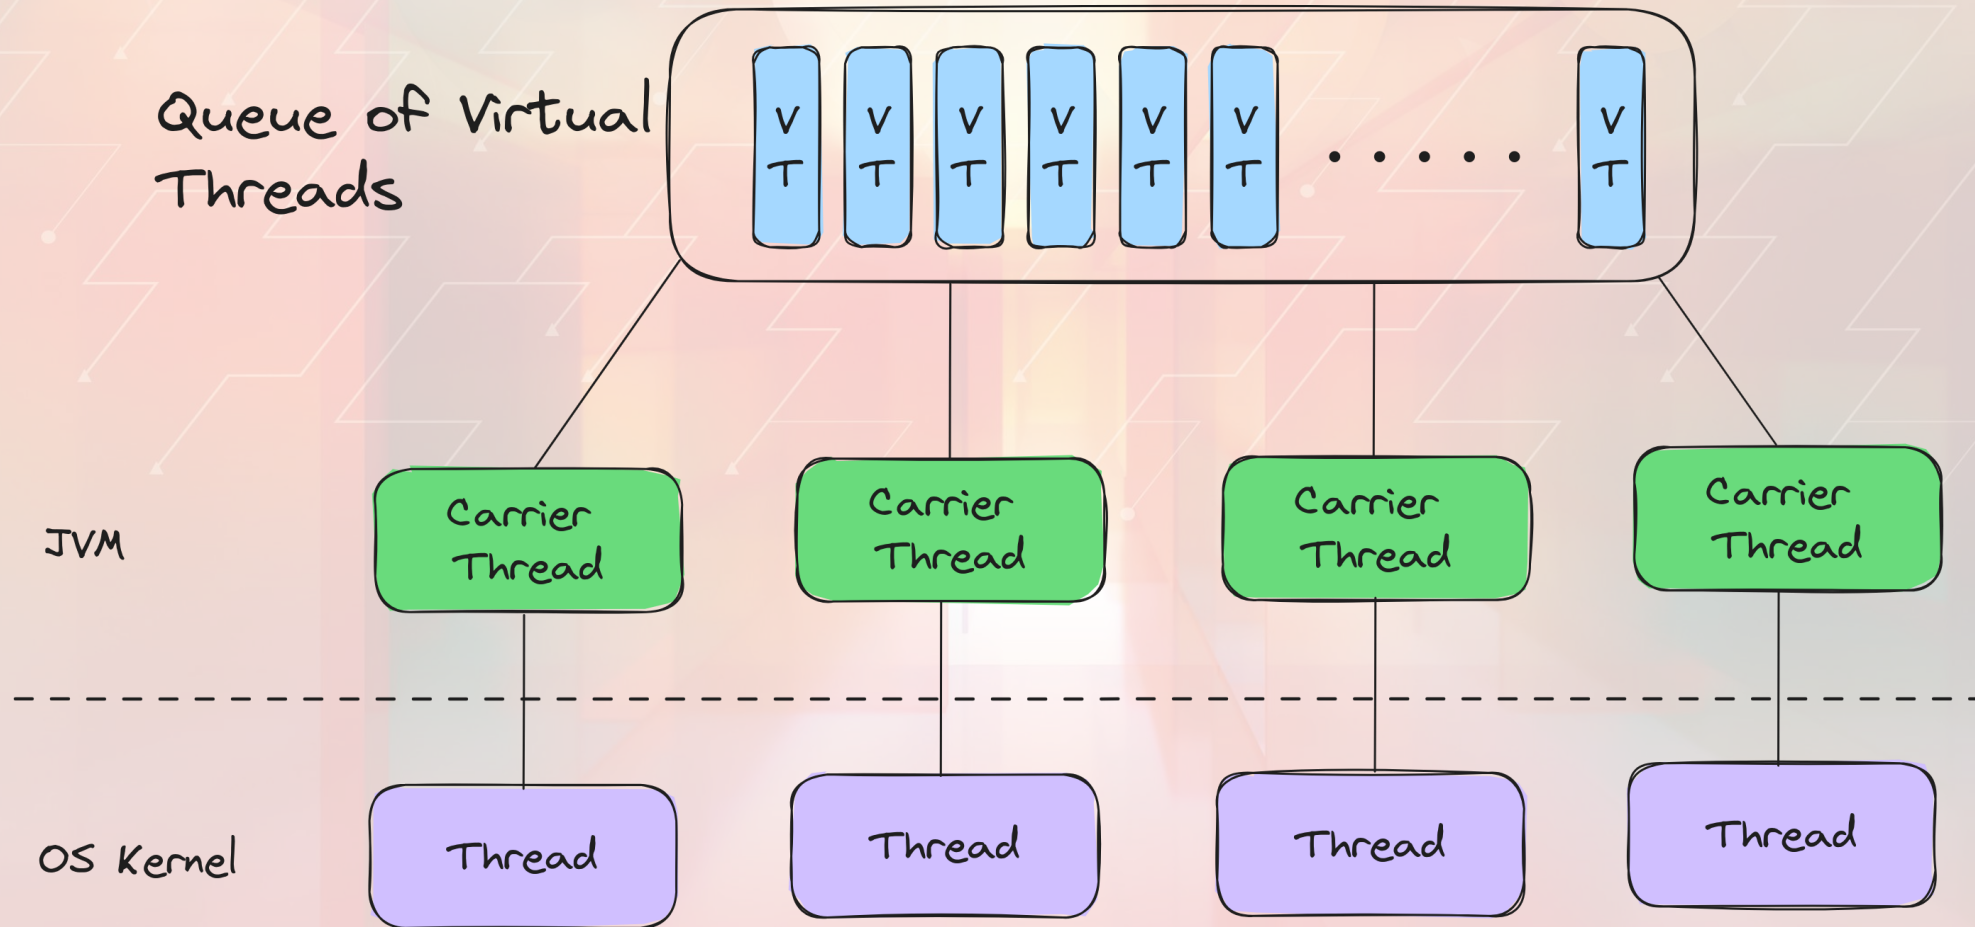 Queue of Virtual
Threads
V
T
V
T
V
T
V
T
V
T
V
T
V
T
JVM
Carrier
Thread
Carrier
Thread
Carrier
Thread
Carrier
Thread
OS Kernel
Thread
Thread
Thread
Thread